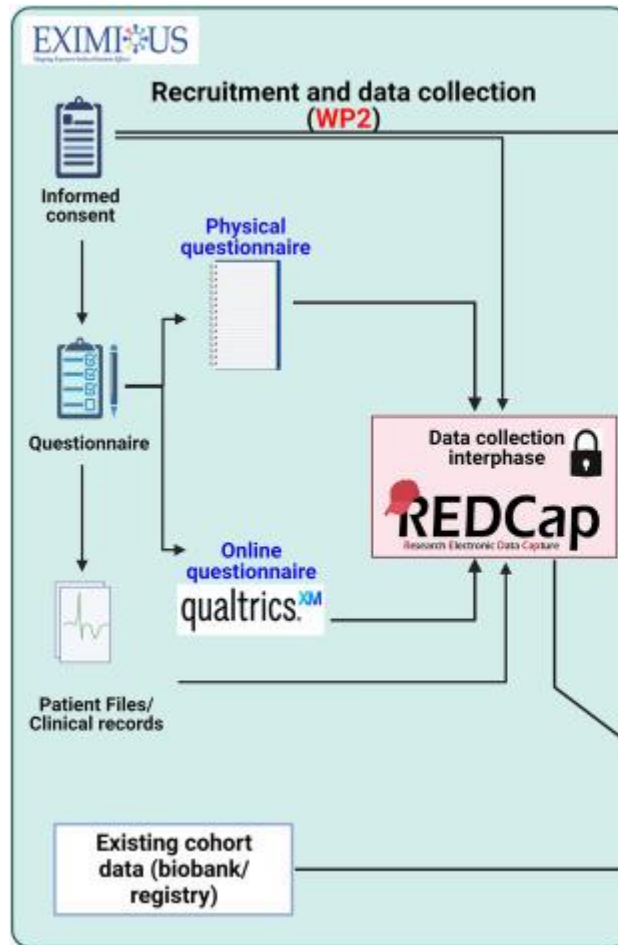 EXIMIOUS
Recruitment and data collection
(WP2)
Informed
consent
Physical
questionnaire
Questionnaire
Data collection
interphase
REDCap
Research Electronic Data Capture
Online
questionnaire
qualtrics.XM
Patient Files/
Clinical records
Existing cohort
data (biobank/
registry)